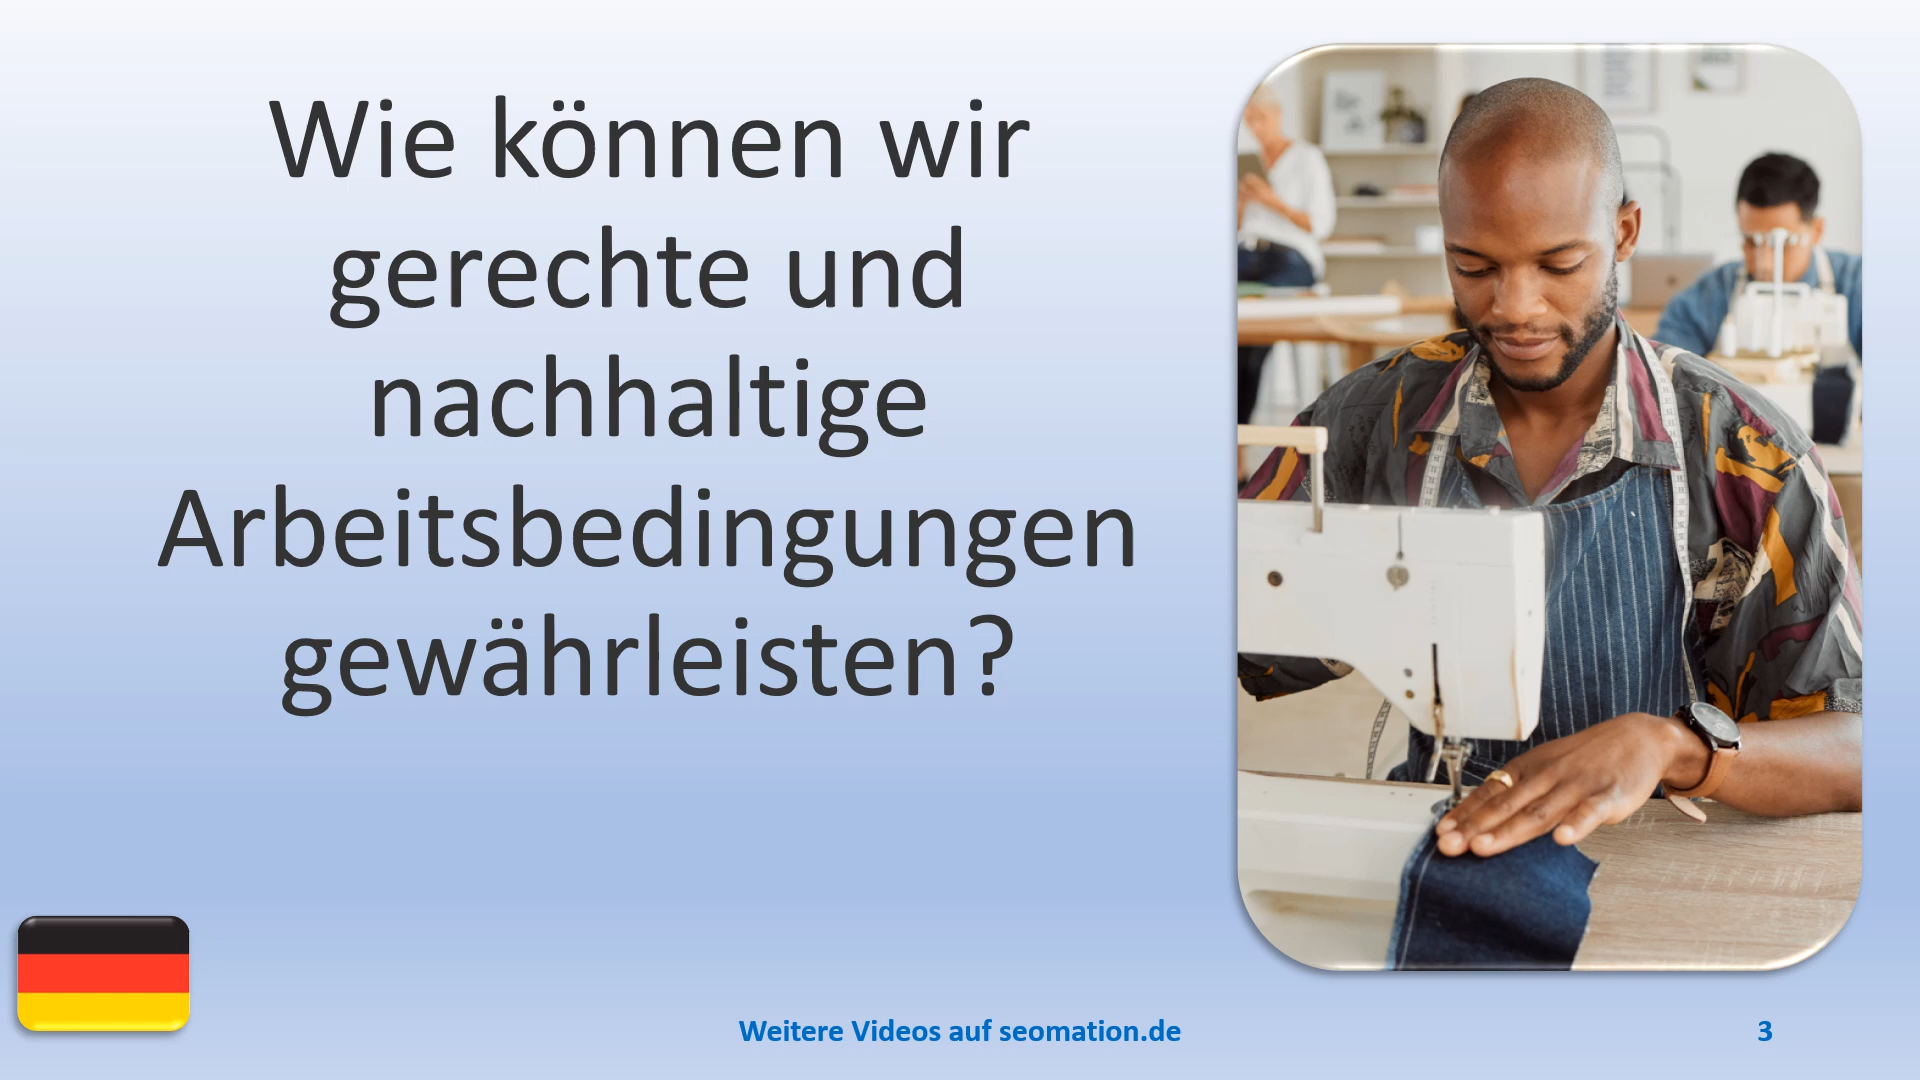 Wie können wir
gerechte und
nachhaltige
Arbeitsbedingungen
gewährleisten?
Weitere Videos auf seomation.de
3